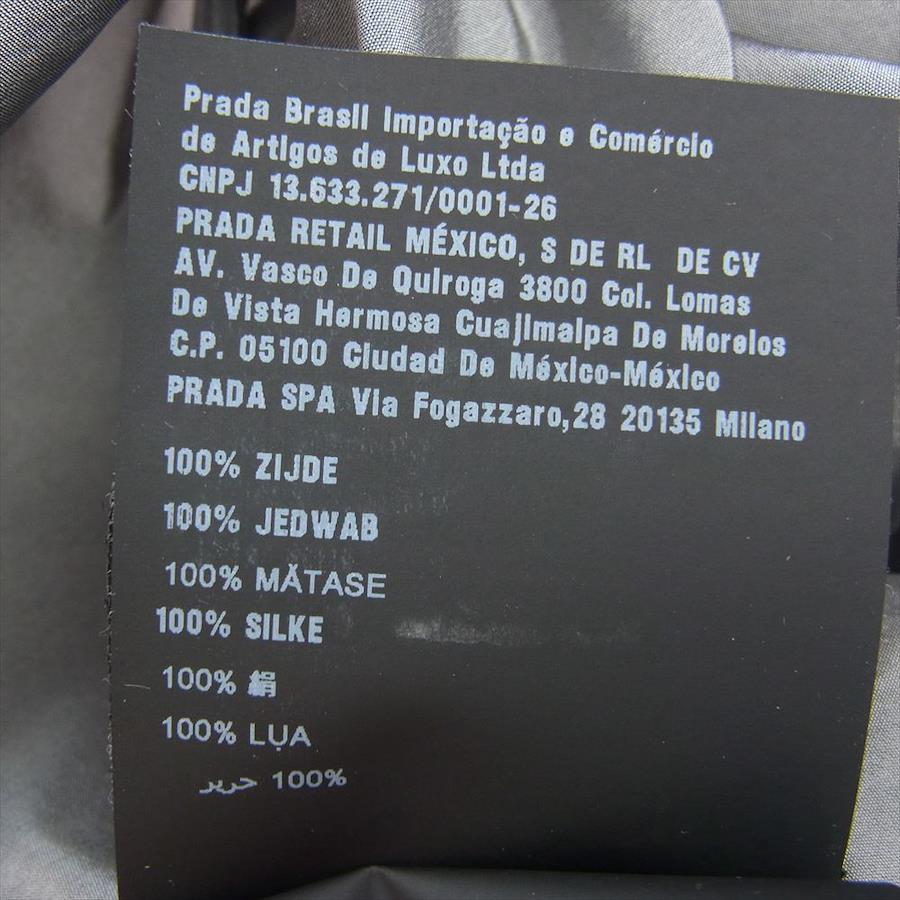 Prada Brasil Importação e Comércio
de Artigos de Luxo Ltda
CNPJ 13.633.271/0001-26
PRADA RETAIL MÉXICO, S DE RL DE CV
AV. Vasco De Quiroga 3800 Col. Lomas
De Vista Hermosa Cuajimalpa De Morelos
C.P. 05100 Ciudad De México-México
PRADA SPA Via Fogazzaro,28 20135 Milano
100% ZIJDE
100% JEDWAB
100% MĂTASE
100% SILKE
100% 絹
100% LỤA
100% حرير